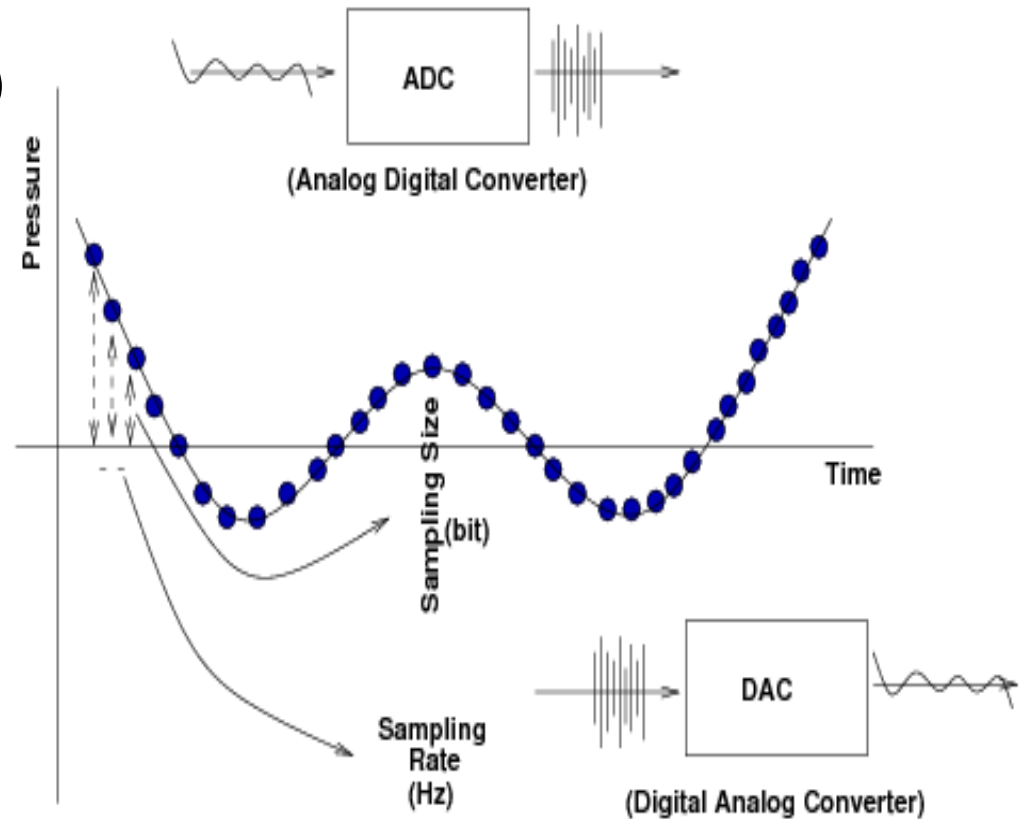 )
ADC
(Analog Digital Converter)
Pressure
Time
Sampling Size
(bit)
DAC
Sampling
Rate
(Hz)
(Digital Analog Converter)